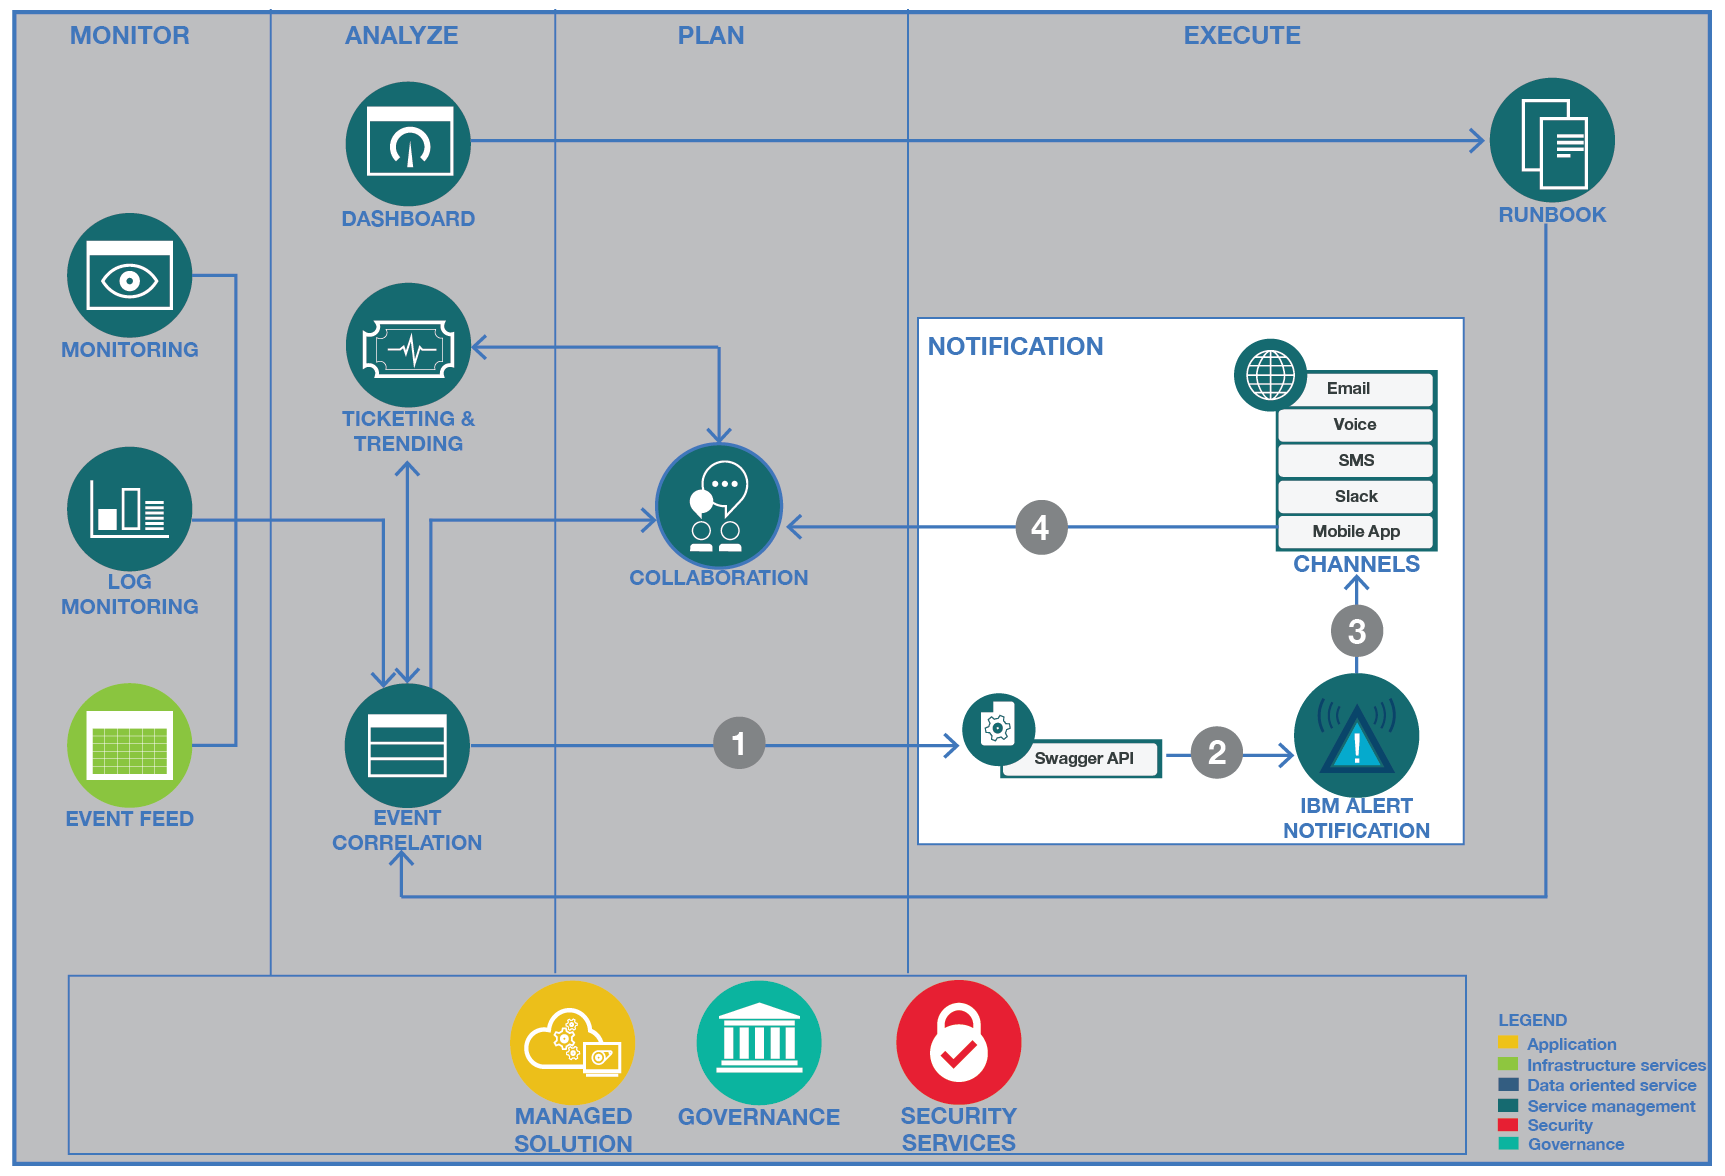 MONITOR
ANALYZE
PLAN
EXECUTE
DASHBOARD
RUNBOOK
MONITORING
TICKETING &
TRENDING
NOTIFICATION
Email
Voice
SMS
Slack
Mobile App
CHANNELS
4
COLLABORATION
LOG
MONITORING
3
1
Swagger API
2
!
EVENT FEED
EVENT
CORRELATION
IBM ALERT
NOTIFICATION
MANAGED
SOLUTION
GOVERNANCE
SECURITY
SERVICES
LEGEND
Application
Infrastructure services
Data oriented service
Service management
Security
Governance